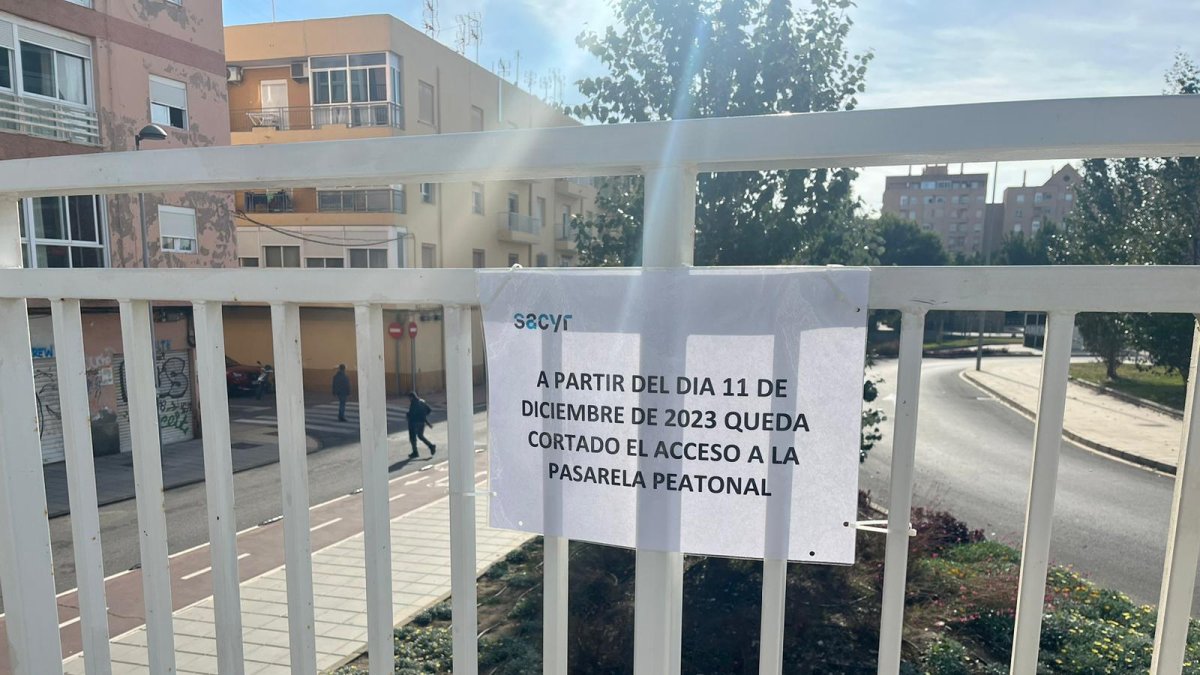 sacyr
A PARTIR DEL DIA 11 DE
DICIEMBRE DE 2023 QUEDA
CORTADO EL ACCESO A LA
PASARELA PEATONAL